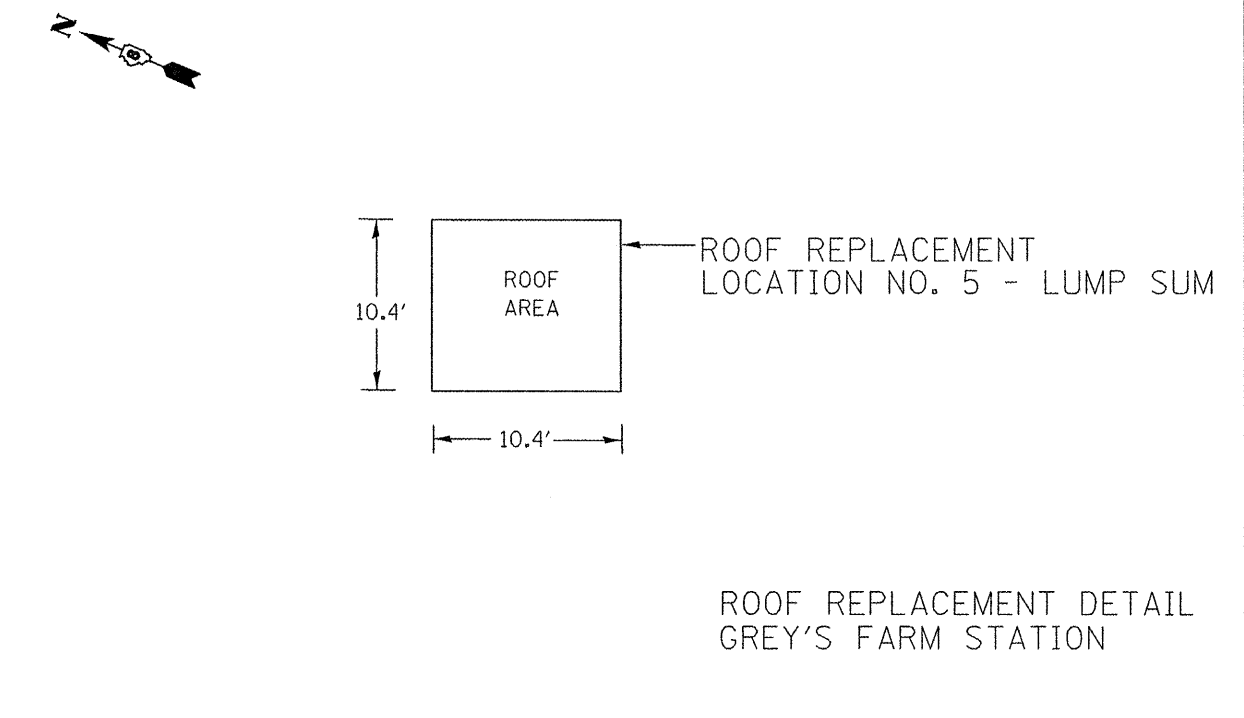 N
8
ROOF REPLACEMENT
LOCATION NO. 5 - LUMP SUM
ROOF
AREA
10.4'
10.4'
ROOF REPLACEMENT DETAIL
GREY'S FARM STATION